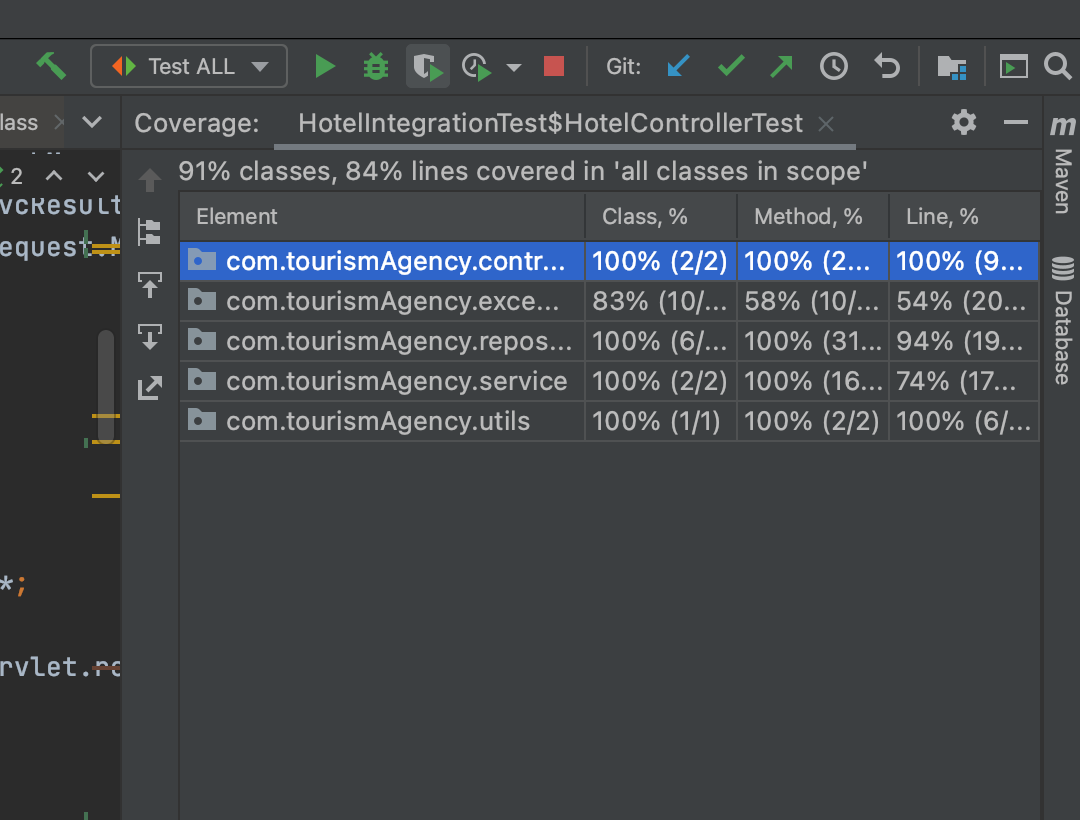 Test ALL Git:
lass Coverage: HotelIntegrationTest$HotelControllerTest
2 91% classes, 84% lines covered in 'all classes in scope'
vcResult
Element Class, % Method, % Line, %
equest.M
com.tourismAgency.contr... 100% (2/2) 100% (2... 100% (9...
com.tourismAgency.exce... 83% (10/... 58% (10/... 54% (20...
com.tourismAgency.repos... 100% (6/... 100% (31... 94% (19...
com.tourismAgency.service 100% (2/2) 100% (16... 74% (17...
com.tourismAgency.utils 100% (1/1) 100% (2/2) 100% (6/...
*;
rvlet.re
m Maven
Database